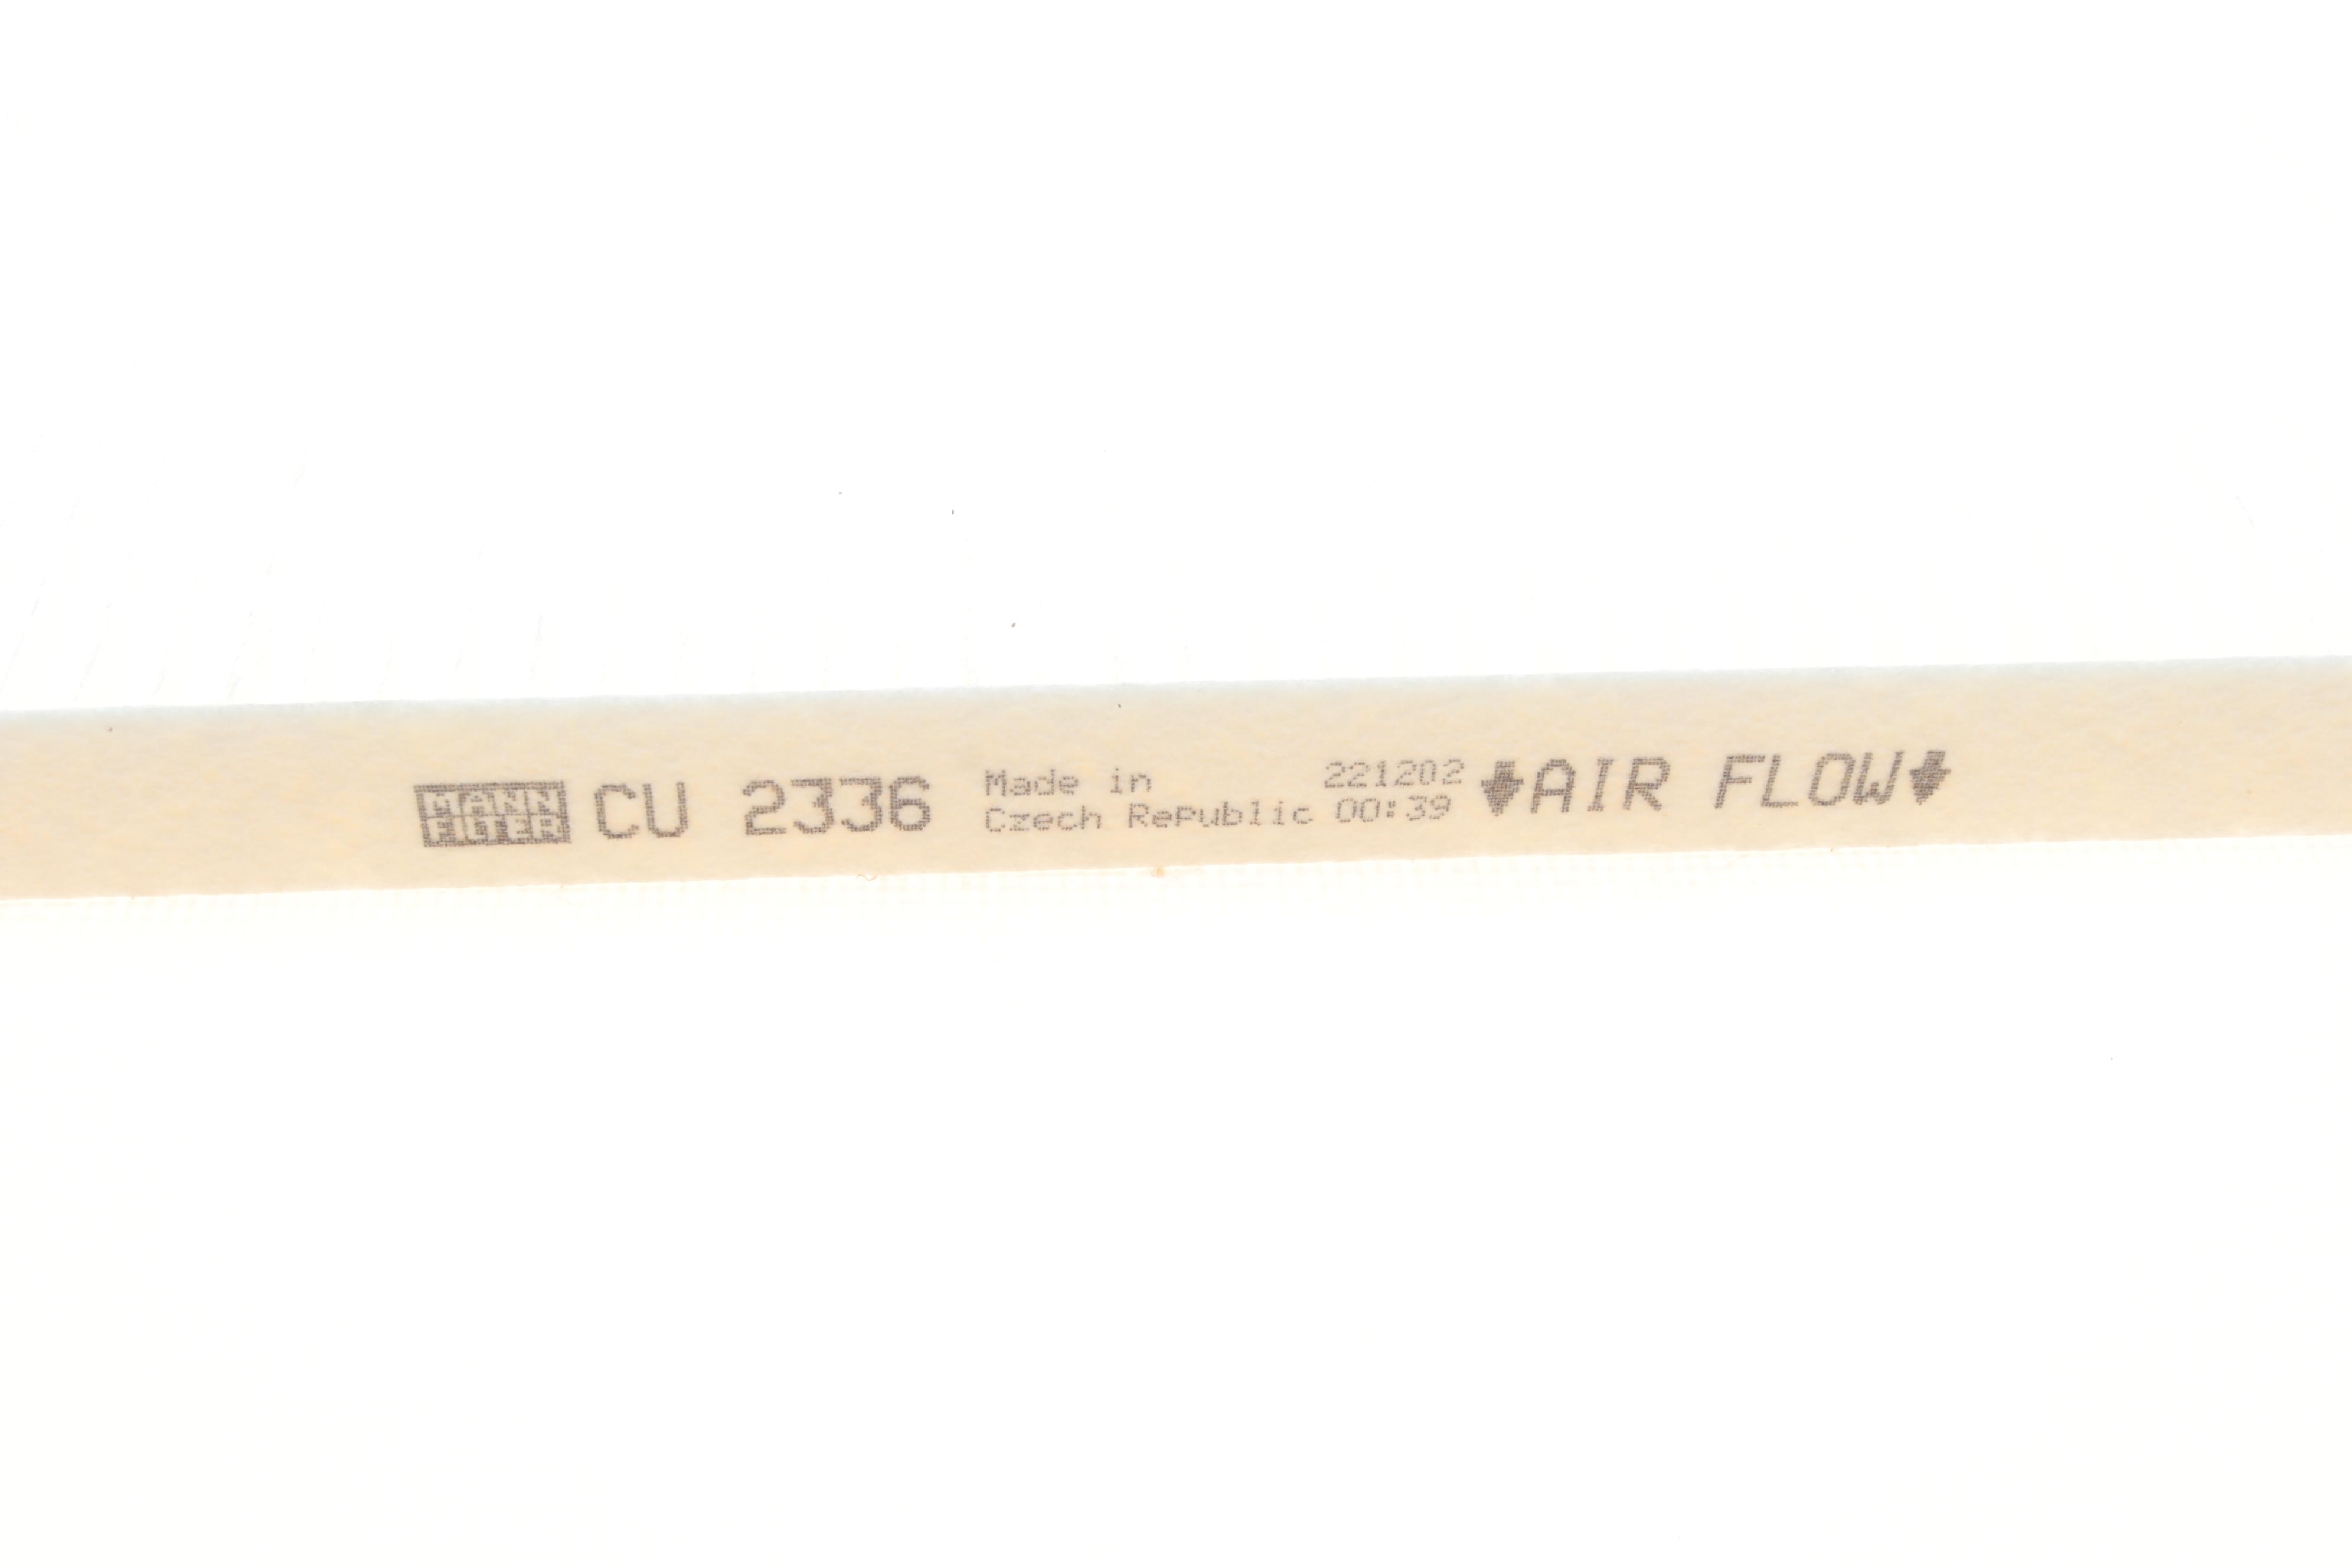 MANN
FILTER
CU 2336
Made in
Czech Republic
221202
00:39
AIR FLOW